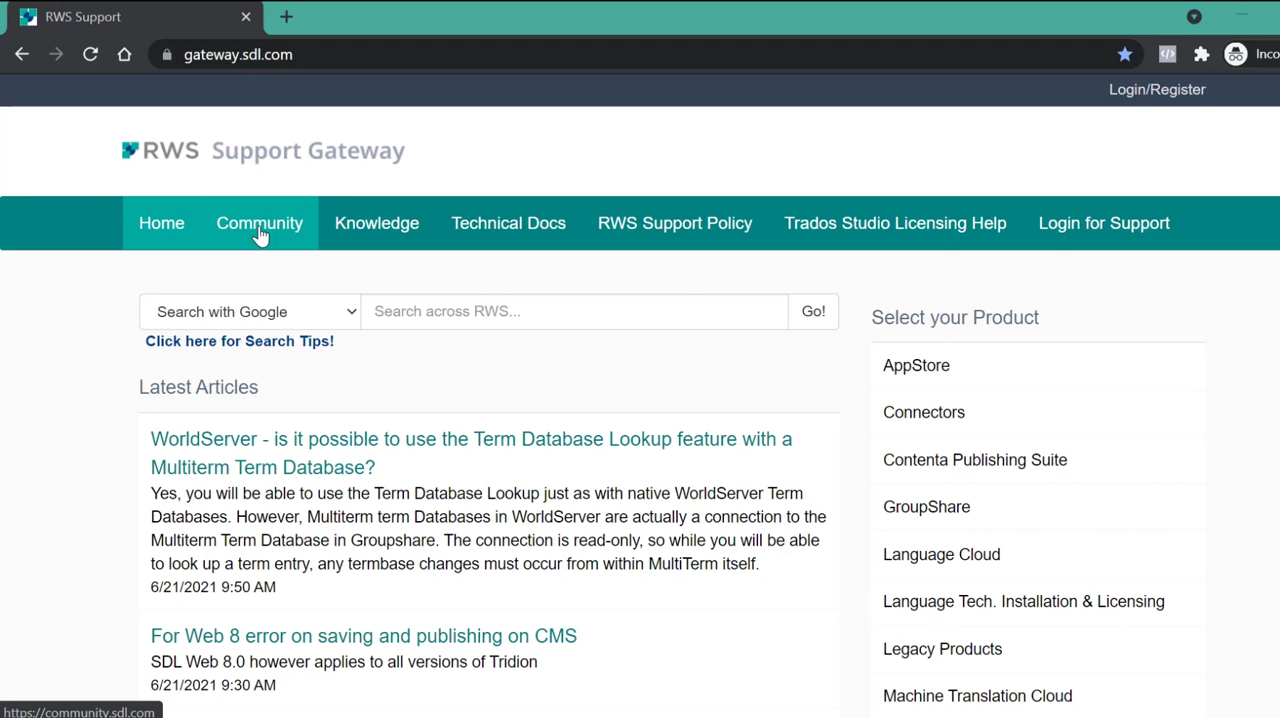 RWS Support
gateway.sdl.com
Inco
Login/Register
RWS Support Gateway
Home Community Knowledge Technical Docs RWS Support Policy Trados Studio Licensing Help Login for Support
Search with Google Search across RWS... Go!
Click here for Search Tips!
Latest Articles
WorldServer - is it possible to use the Term Database Lookup feature with a
Multiterm Term Database?
Yes, you will be able to use the Term Database Lookup just as with native WorldServer Term
Databases. However, Multiterm term Databases in WorldServer are actually a connection to the
Multiterm Term Database in Groupshare. The connection is read-only, so while you will be able
to look up a term entry, any termbase changes must occur from within MultiTerm itself.
6/21/2021 9:50 AM
For Web 8 error on saving and publishing on CMS
SDL Web 8.0 however applies to all versions of Tridion
6/21/2021 9:30 AM
Select your Product
AppStore
Connectors
Contenta Publishing Suite
GroupShare
Language Cloud
Language Tech. Installation & Licensing
Legacy Products
Machine Translation Cloud
https://community.sdl.com